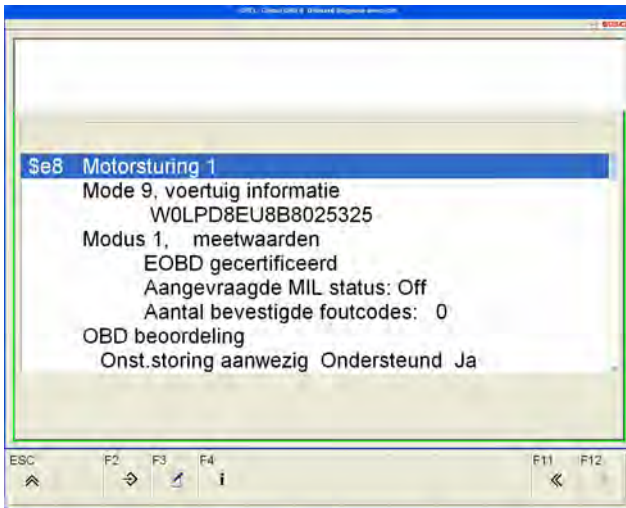 $e8 Motorsturing 1
Mode 9, voertuig informatie
W0LPD8EU8B8025325
Modus 1, meetwaarden
EOBD gecertificeerd
Aangevraagde MIL status: Off
Aantal bevestigde foutcodes: 0
OBD beoordeling
Onst.storing aanwezig Ondersteund Ja
ESC F2 F3 F4 F11 F12
i